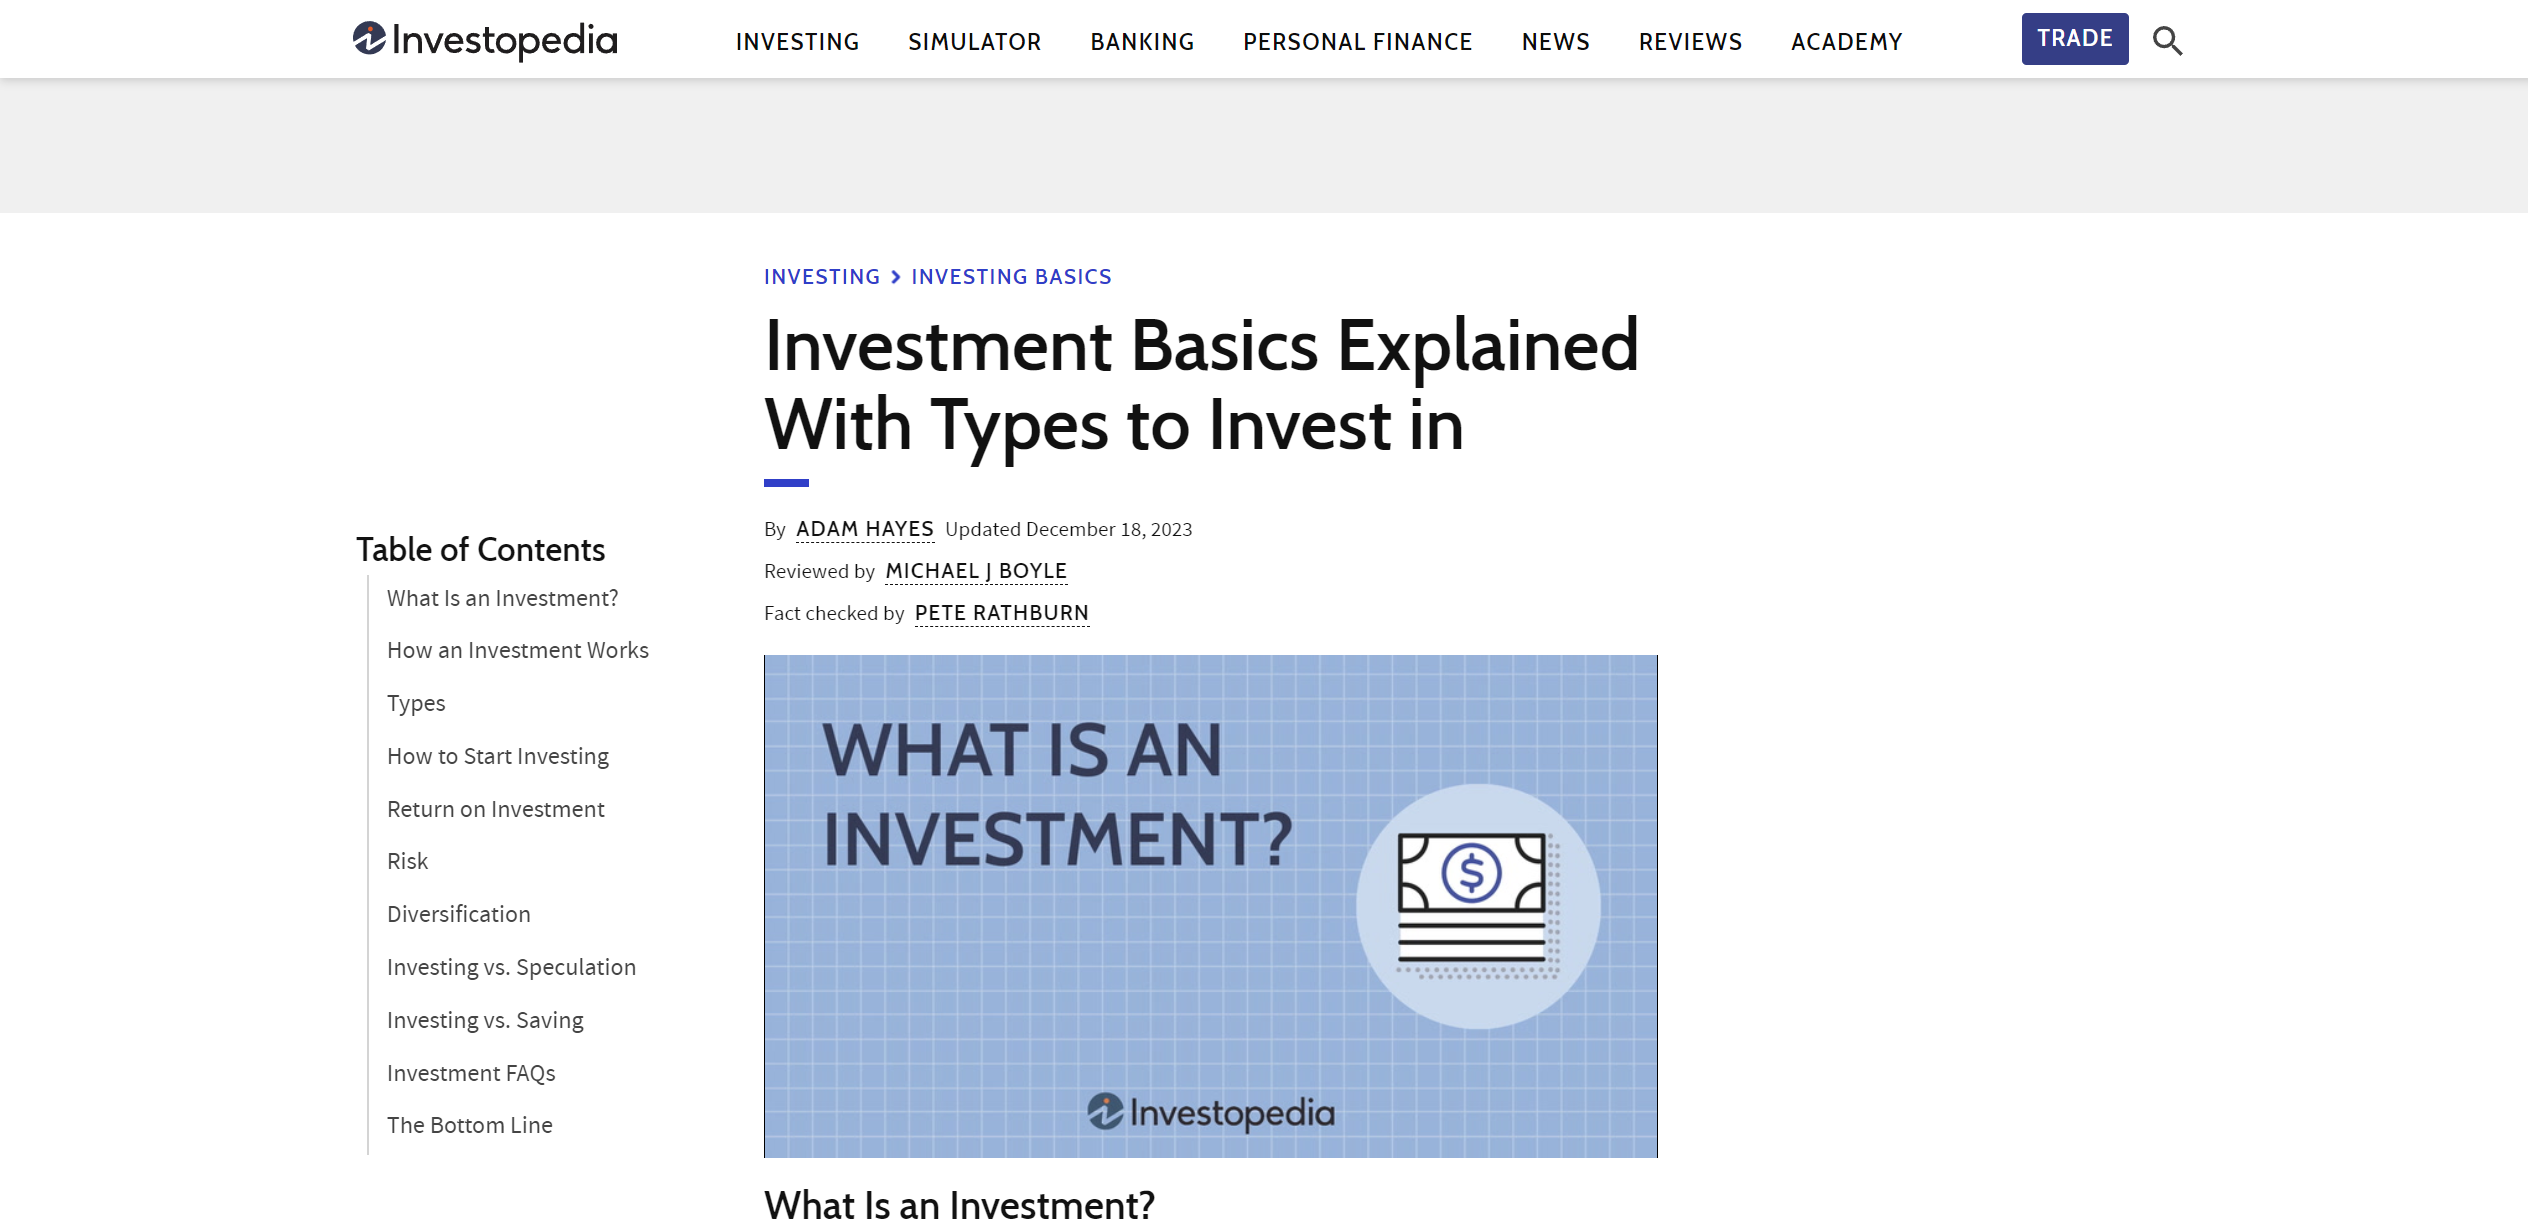 Investopedia
INVESTING
SIMULATOR
BANKING
PERSONAL FINANCE
NEWS
REVIEWS
ACADEMY
TRADE
INVESTING > INVESTING BASICS
Investment Basics Explained
With Types to Invest in
By ADAM HAYES Updated December 18, 2023
Reviewed by MICHAEL J BOYLE
Fact checked by PETE RATHBURN
Table of Contents
What Is an Investment?
How an Investment Works
Types
How to Start Investing
Return on Investment
Risk
Diversification
Investing vs. Speculation
Investing vs. Saving
Investment FAQs
The Bottom Line
WHAT IS AN
INVESTMENT?
$
Investopedia
What Is an Investment?